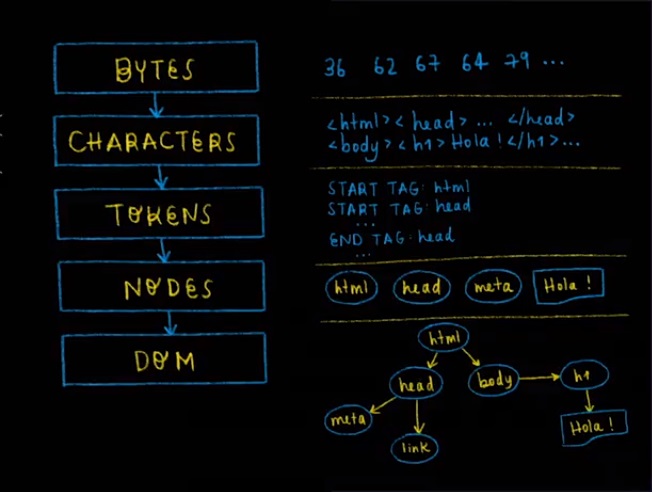 BYTES
36 62 67 64 79 ...
CHARACTERS
<html><head> ... </head>
<body><h1>Hola!</h1>...
TOKENS
START TAG: html
START TAG: head
...
END TAG: head
...
NODES
html head meta Hola!
DOM
html
head body h1
meta Hola!
link